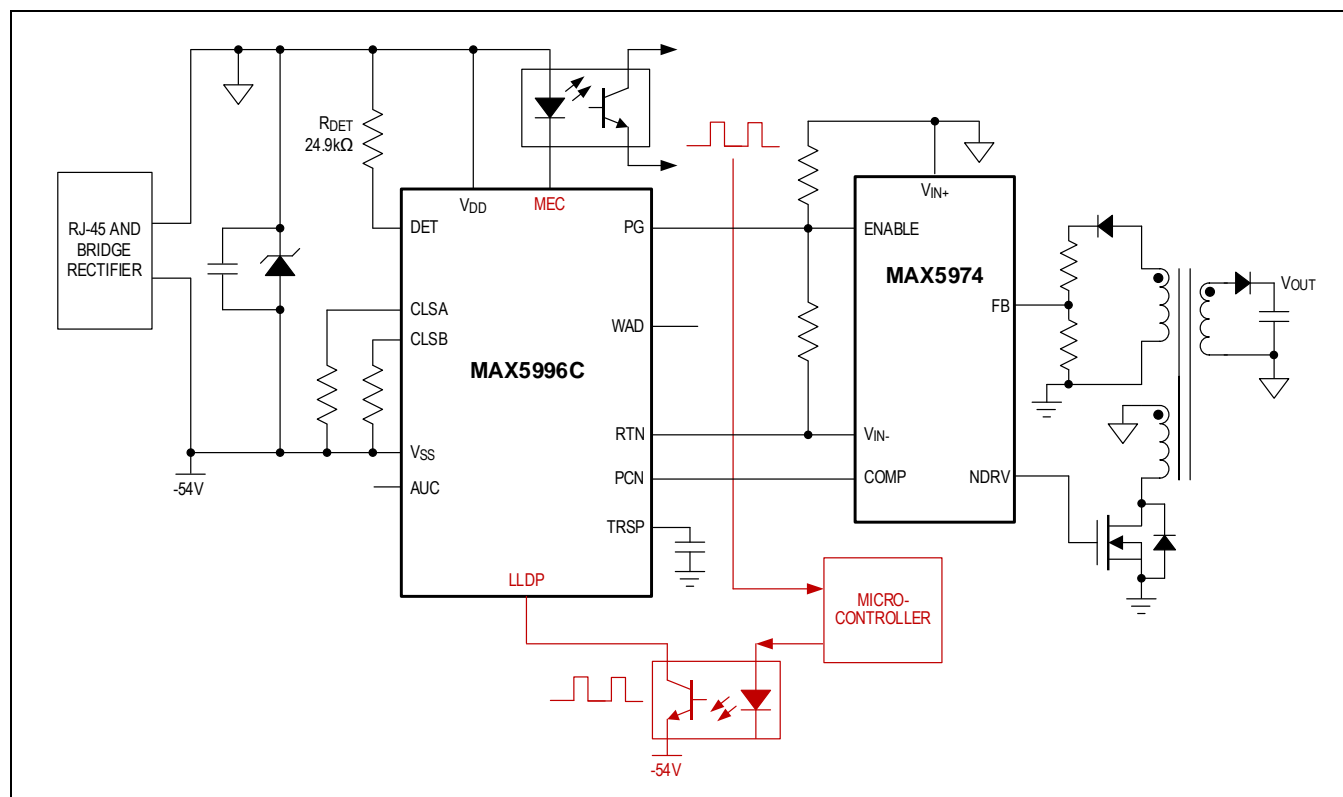 RDET
24.9kΩ
RJ-45 AND
BRIDGE
RECTIFIER
VDD
MEC
DET
PG
CLSA
CLSB
WAD
MAX5996C
RTN
VSS
PCN
AUC
TRSP
LLDP
-54V
VIN+
ENABLE
MAX5974
FB
VIN-
COMP
NDRV
VOUT
MICRO-
CONTROLLER
-54V